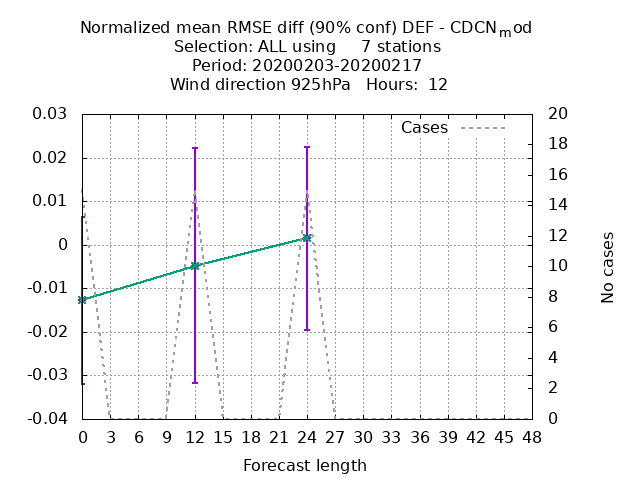 Normalized mean RMSE diff (90% conf) DEF - CDCNmod
Selection: ALL using 7 stations
Period: 20200203-20200217
Wind direction 925hPa Hours: 12
Cases
0.03
0.02
0.01
0
-0.01
-0.02
-0.03
-0.04
20
18
16
14
12
10
8
6
4
2
0
No cases
0 3 6 9 12 15 18 21 24 27 30 33 36 39 42 45 48
Forecast length